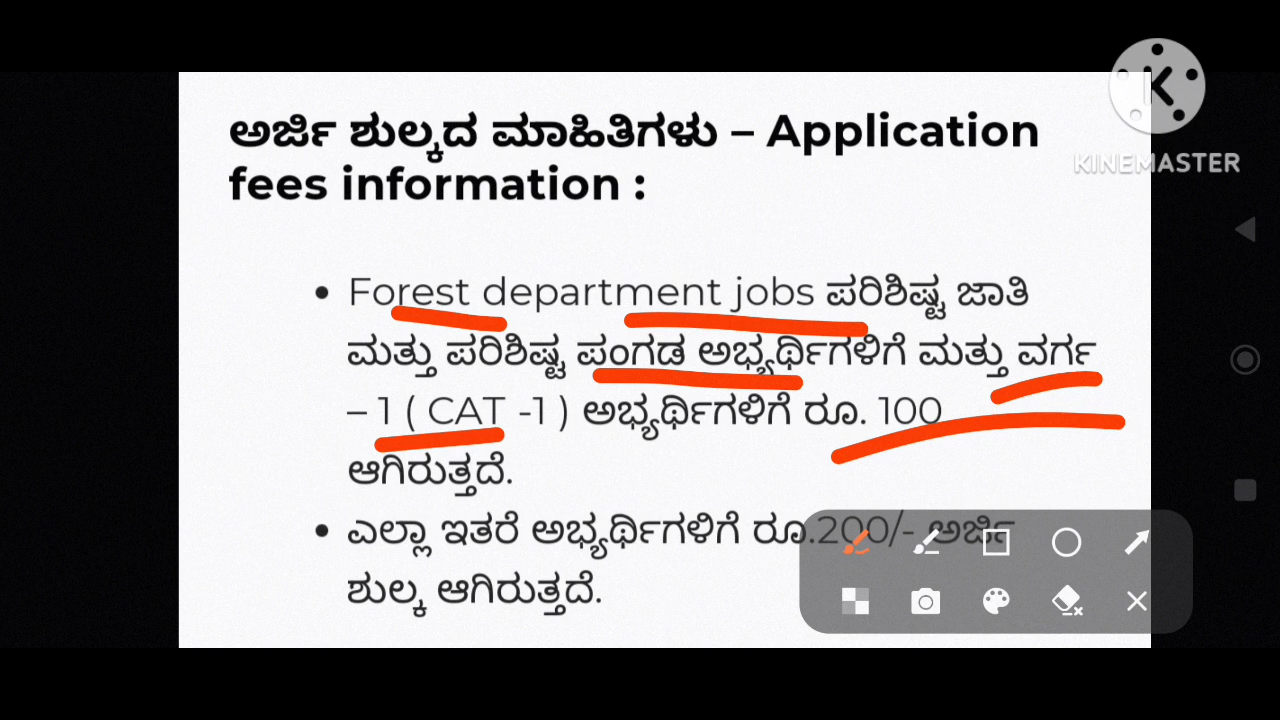 ಅರ್ಜಿ ಶುಲ್ಕದ ಮಾಹಿತಿಗಳು – Application
fees information :
KINEMASTER
• Forest department jobs ಪರಿಶಿಷ್ಟ ಜಾತಿ
ಮತ್ತು ಪರಿಶಿಷ್ಟ ಪಂಗಡ ಅಭ್ಯರ್ಥಿಗಳಿಗೆ ಮತ್ತು ವರ್ಗ
– 1 ( CAT -1 ) ಅಭ್ಯರ್ಥಿಗಳಿಗೆ ರೂ. 100
ಆಗಿರುತ್ತದೆ.
• ಎಲ್ಲಾ ಇತರೆ ಅಭ್ಯರ್ಥಿಗಳಿಗೆ ರೂ.200/- ಅರ್ಜಿ
ಶುಲ್ಕ ಆಗಿರುತ್ತದೆ.